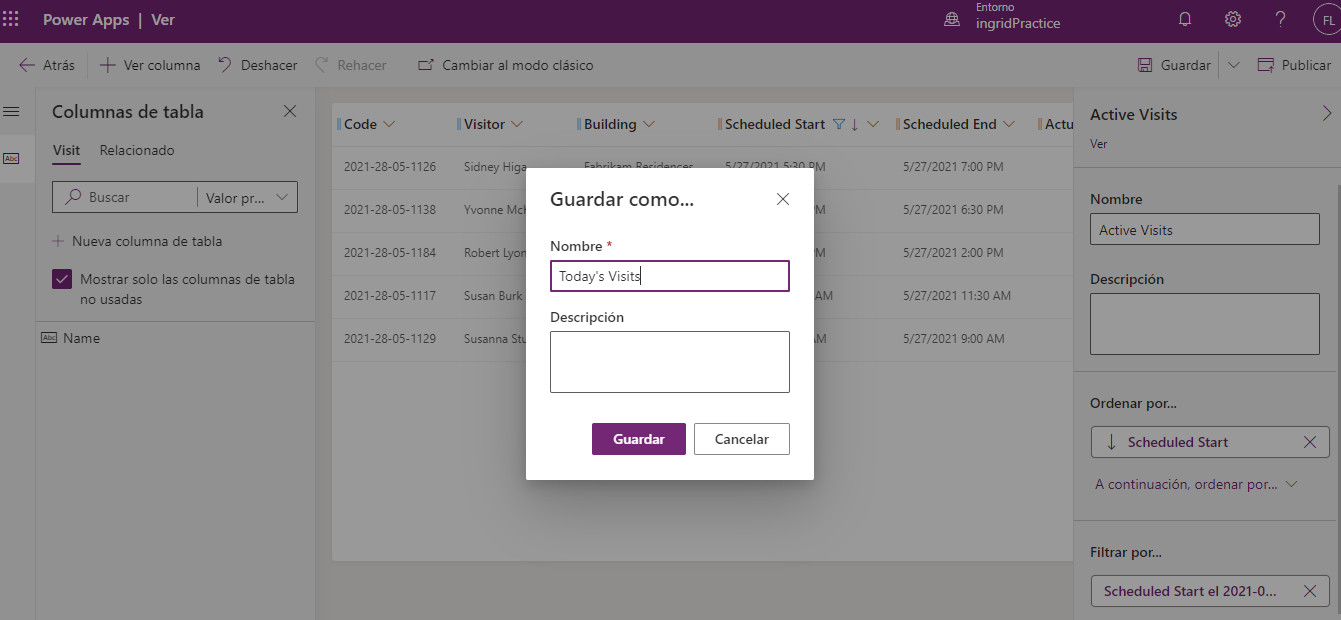 Power Apps | Ver
Entorno
ingridPractice
FL
Atrás
Ver columna
Deshacer
Rehacer
Cambiar al modo clásico
Guardar
Publicar
Columnas de tabla
Visit
Relacionado
Buscar
Valor pr...
Nueva columna de tabla
Mostrar solo las columnas de tabla
no usadas
Abc
Abc Name
Code
Visitor
Building
Scheduled Start
Scheduled End
Actu
2021-28-05-1126 Sidney Higa Fabrikam Residences 5/27/2021 5:30 PM 5/27/2021 7:00 PM
2021-28-05-1138 Yvonne McK PM 5/27/2021 6:30 PM
2021-28-05-1184 Robert Lyon PM 5/27/2021 2:00 PM
2021-28-05-1117 Susan Burk AM 5/27/2021 11:30 AM
2021-28-05-1129 Susanna Stu AM 5/27/2021 9:00 AM
Guardar como...
Nombre *
Today's Visits
Descripción
Guardar
Cancelar
Active Visits
Ver
Nombre
Active Visits
Descripción
Ordenar por...
Scheduled Start
A continuación, ordenar por...
Filtrar por...
Scheduled Start el 2021-0...